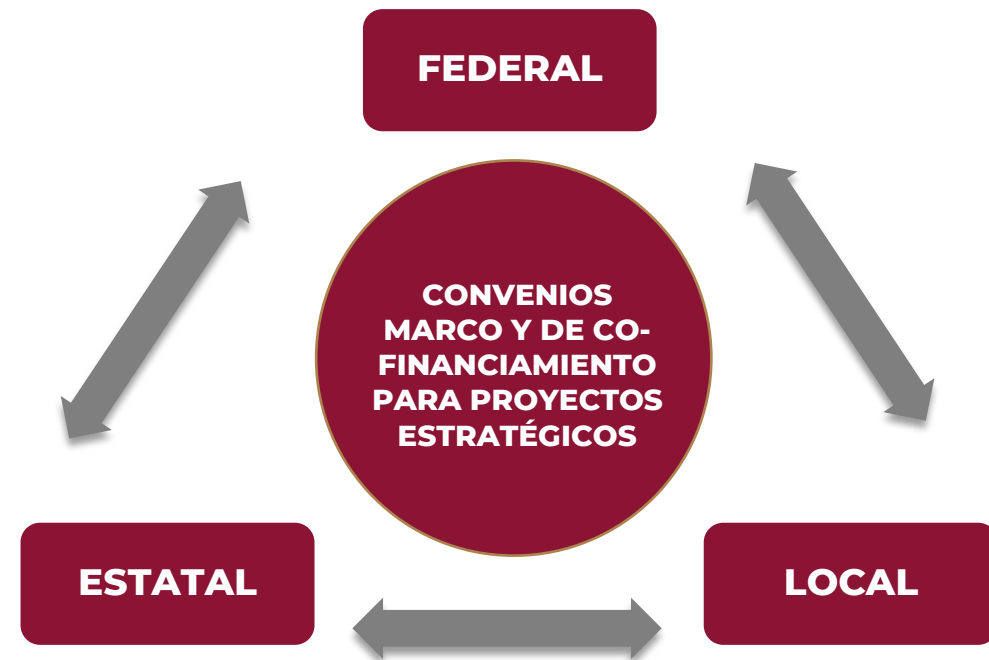 FEDERAL
CONVENIOS
MARCO Y DE CO-
FINANCIAMIENTO
PARA PROYECTOS
ESTRATÉGICOS
ESTATAL
LOCAL